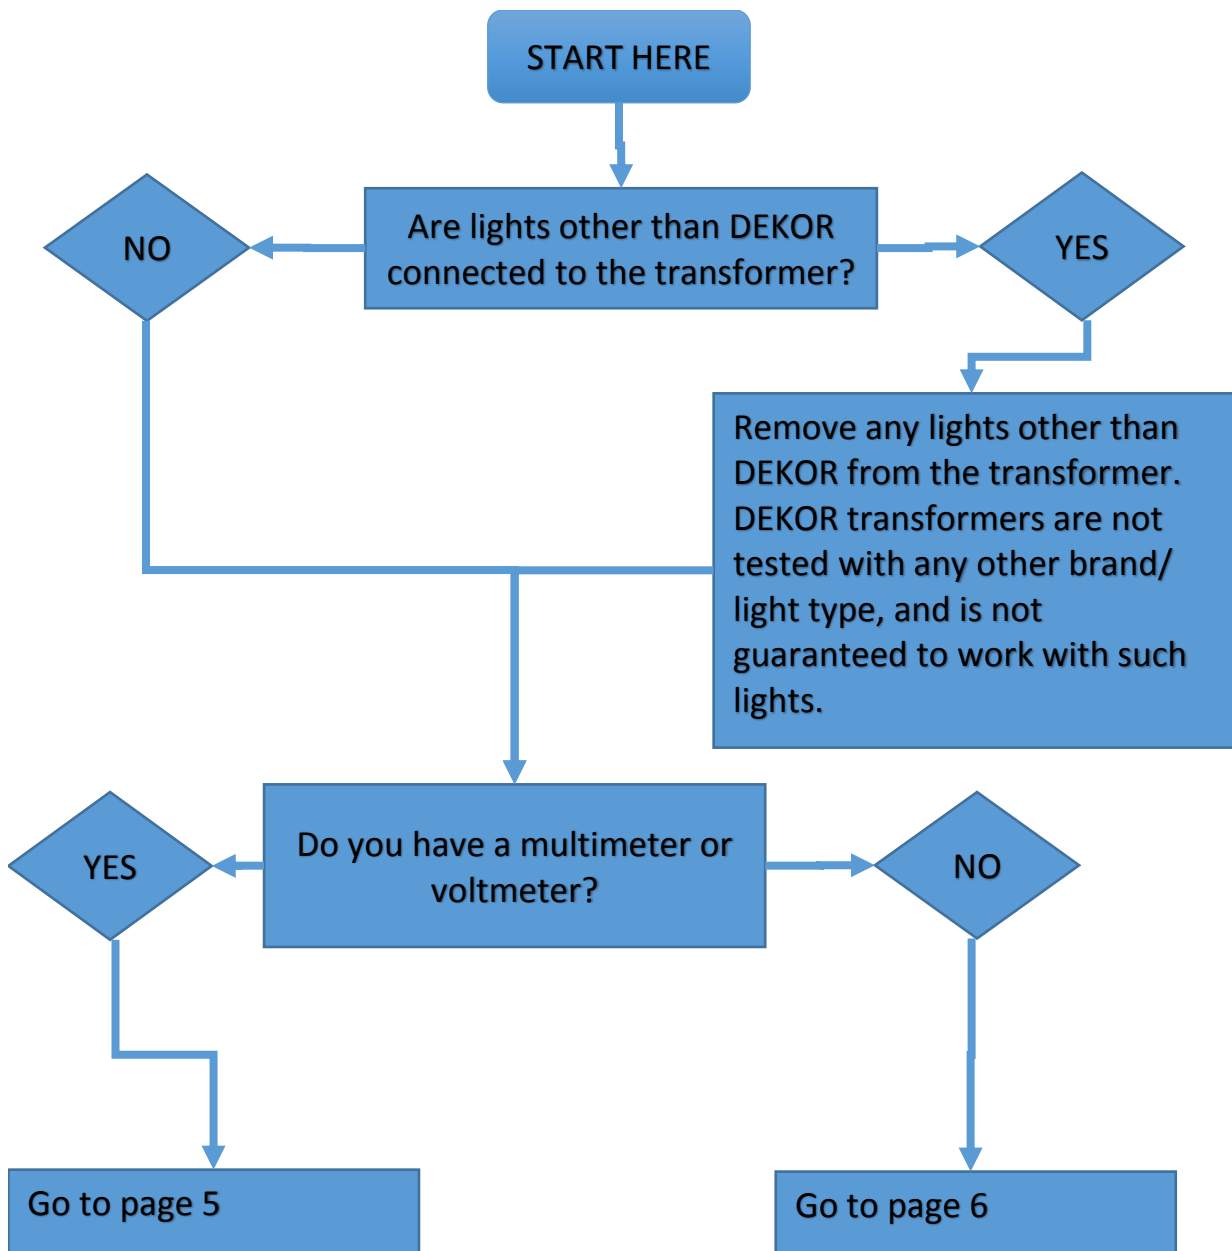 START HERE
Are lights other than DEKOR
connected to the transformer?
NO
YES
Remove any lights other than
DEKOR from the transformer.
DEKOR transformers are not
tested with any other brand/
light type, and is not
guaranteed to work with such
lights.
Do you have a multimeter or
voltmeter?
YES
NO
Go to page 5
Go to page 6